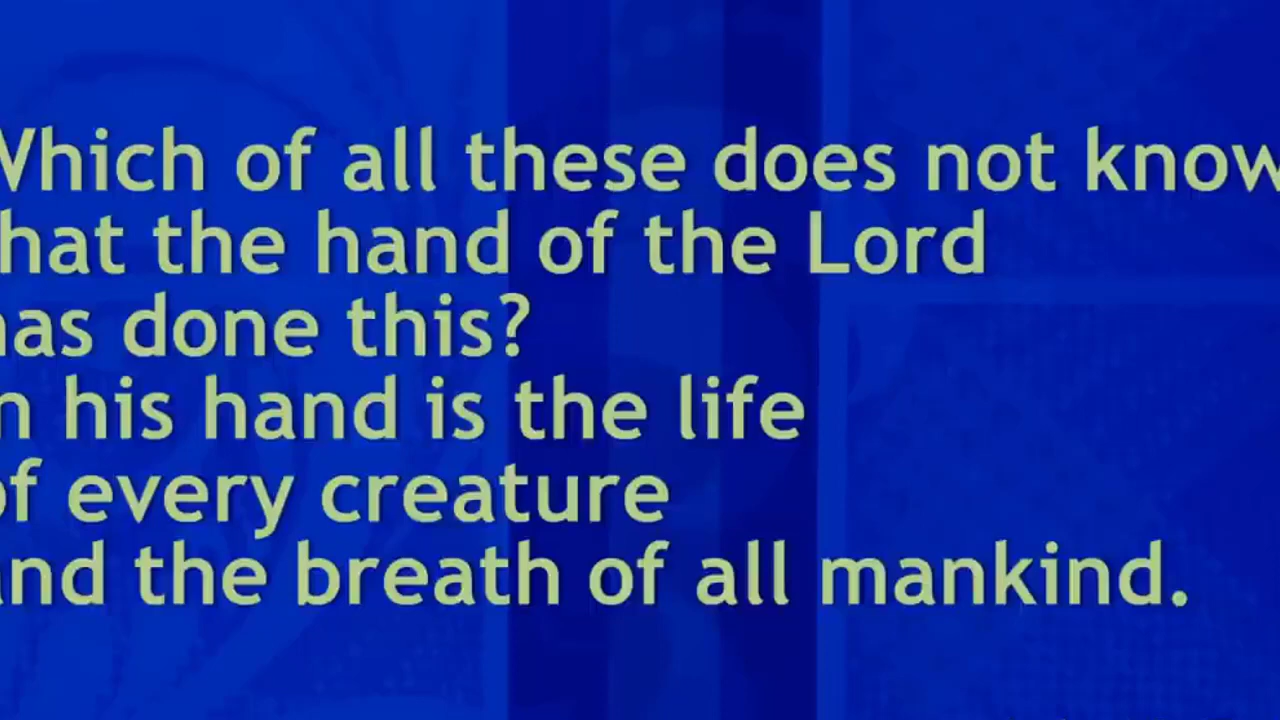 Which of all these does not know
that the hand of the Lord
has done this?
in his hand is the life
of every creature
and the breath of all mankind.